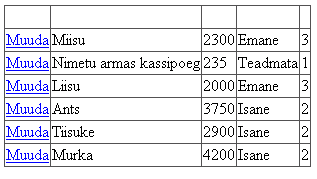 Muuda Miisu 2300 Emane 3
Muuda Nimetu armas kassipoeg 235 Teadmata 1
Muuda Liisu 2000 Emane 3
Muuda Ants 3750 Isane 2
Muuda Tiisuke 2900 Isane 2
Muuda Murka 4200 Isane 2